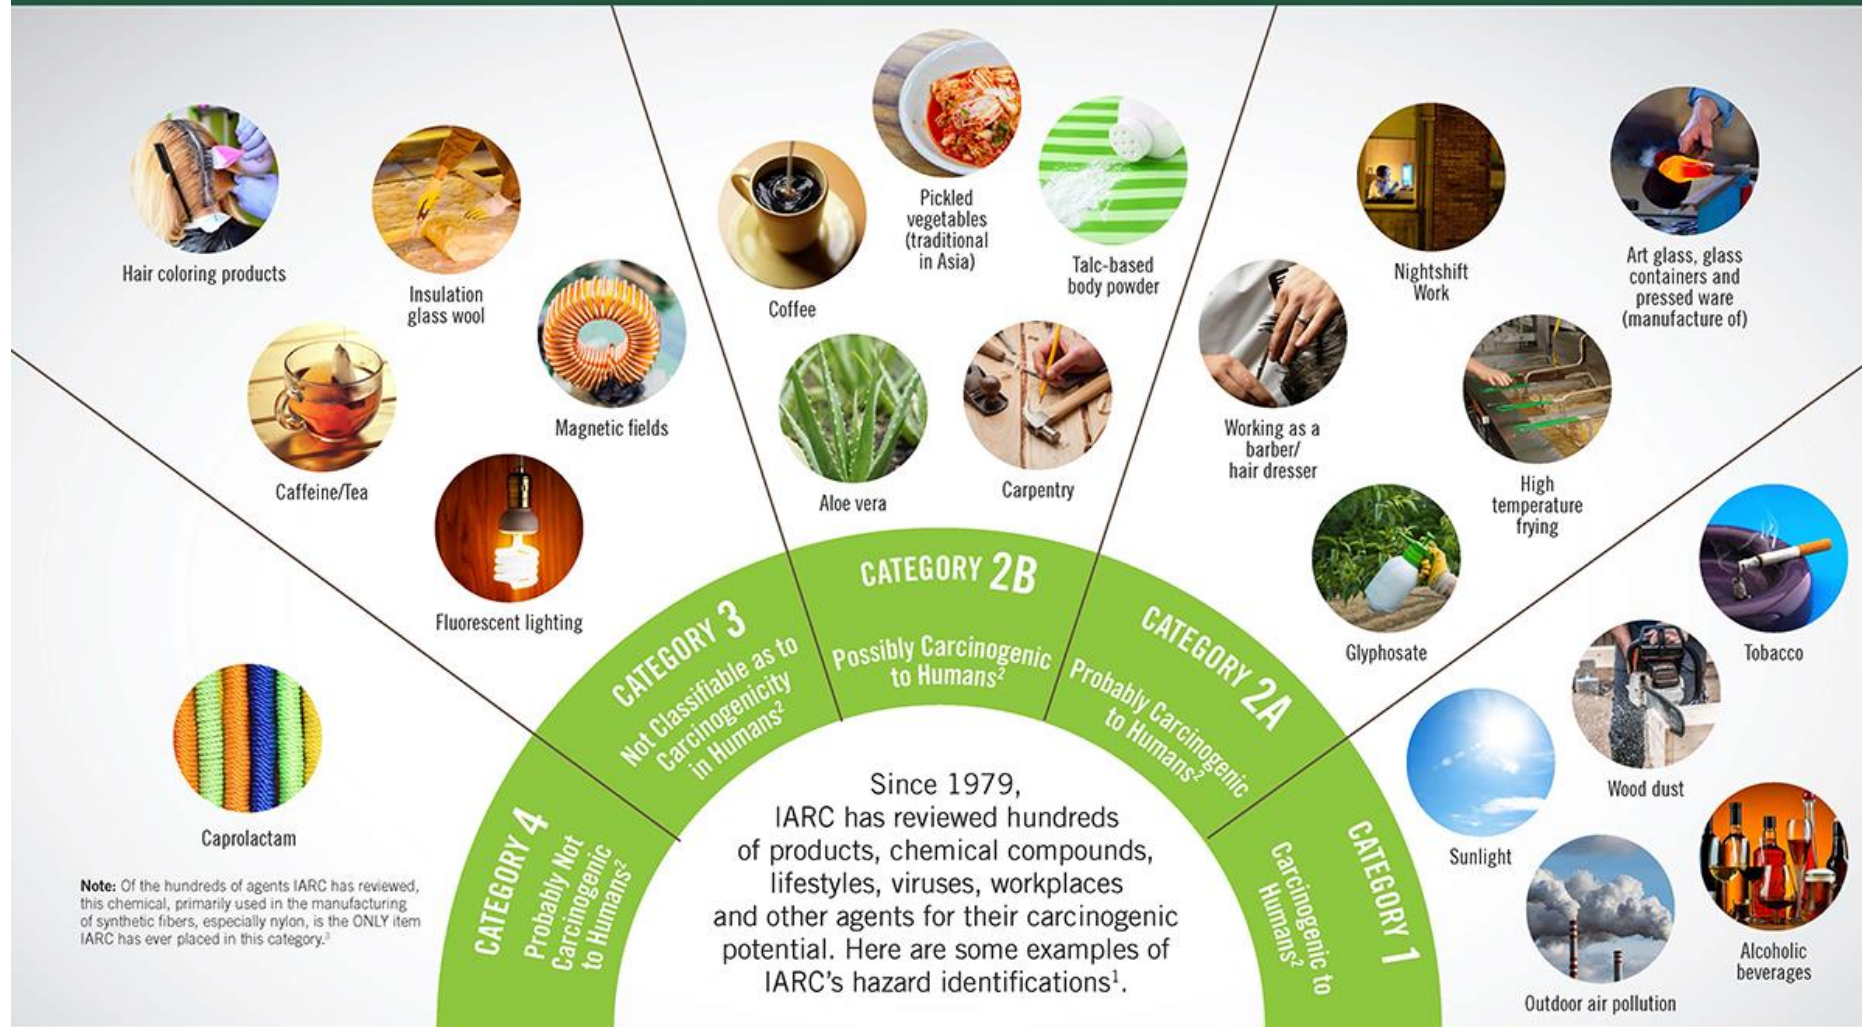 Hair coloring products
Insulation
glass wool
Caffeine/Tea
Magnetic fields
Fluorescent lighting
Coffee
Pickled
vegetables
(traditional
in Asia)
Talc-based
body powder
Aloe vera
Carpentry
Nightshift
Work
Art glass, glass
containers and
pressed ware
(manufacture of)
Working as a
barber/
hair dresser
High
temperature
frying
Glyphosate
Tobacco
Wood dust
Sunlight
Alcoholic
beverages
Outdoor air pollution
Caprolactam
Note: Of the hundreds of agents IARC has reviewed,
this chemical, primarily used in the manufacturing
of synthetic fibers, especially nylon, is the ONLY item
IARC has ever placed in this category.³
CATEGORY 4
Probably Not
Carcinogenic
to Humans²
CATEGORY 3
Not Classifiable as to
Carcinogenicity
in Humans²
CATEGORY 2B
Possibly Carcinogenic
to Humans²
CATEGORY 2A
Probably Carcinogenic
to Humans²
CATEGORY 1
Carcinogenic to
Humans²
Since 1979,
IARC has reviewed hundreds
of products, chemical compounds,
lifestyles, viruses, workplaces
and other agents for their carcinogenic
potential. Here are some examples of
IARC's hazard identifications¹.